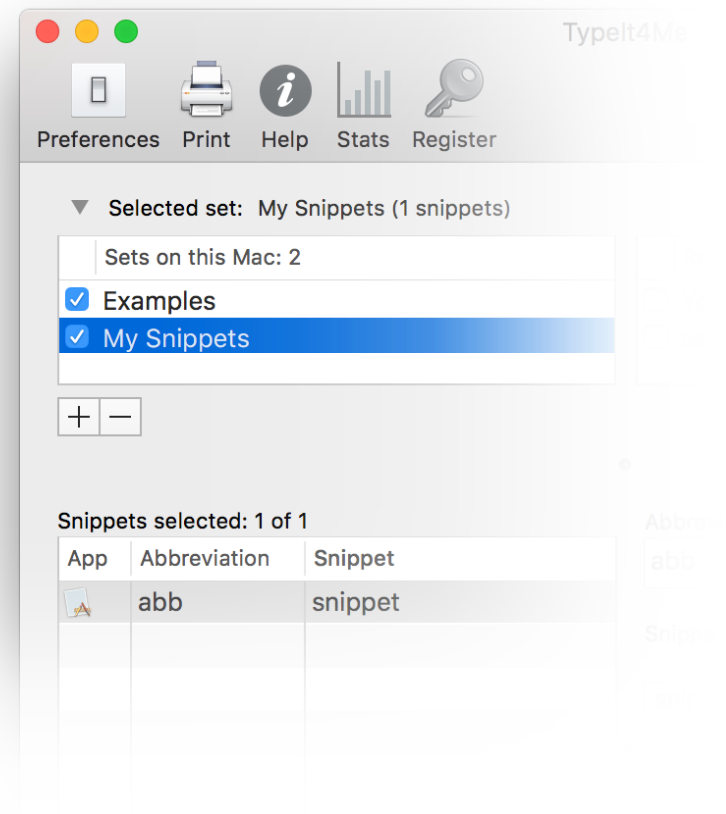 TypeIt4Me
Preferences Print Help Stats Register
Selected set: My Snippets (1 snippets)
Sets on this Mac: 2
Examples
My Snippets
Snippets selected: 1 of 1
App Abbreviation Snippet
abb snippet
abb